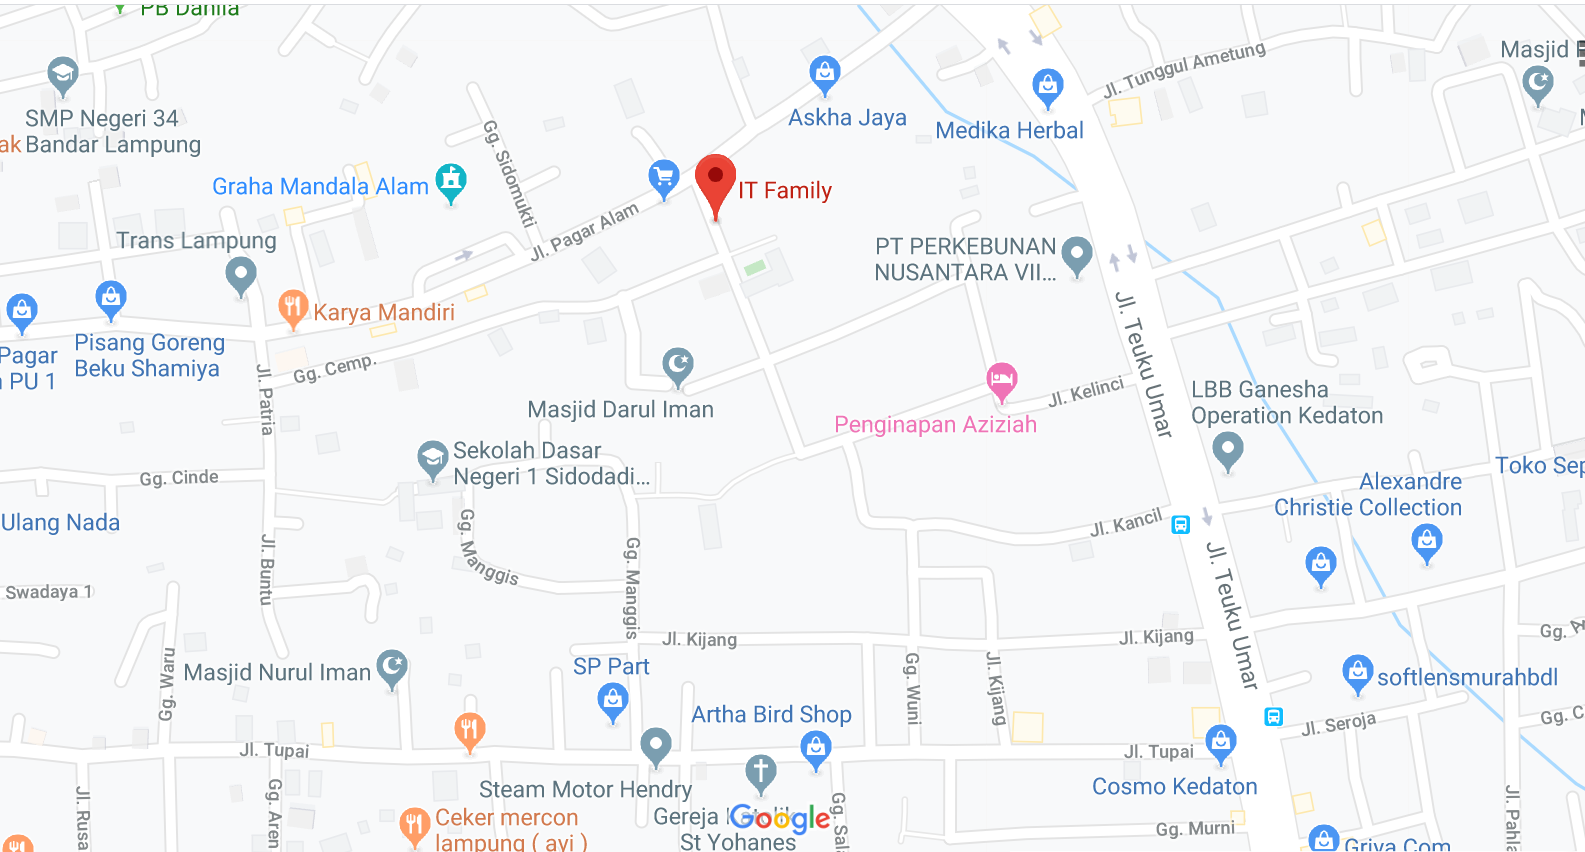 PB Dahlia
SMP Negeri 34
Bandar Lampung
ak
Graha Mandala Alam
Trans Lampung
Gg. Sidomukti
Jl. Pagar Alam
Askha Jaya
IT Family
Medika Herbal
Jl. Tunggul Ametung
Masjid
PT PERKEBUNAN
NUSANTARA VII...
Karya Mandiri
Pisang Goreng
Beku Shamiya
Pagar
PU 1
Gg. Cemp.
Jl. Patria
Masjid Darul Iman
Jl. Teuku Umar
Jl. Kelinci
Penginapan Aziziah
LBB Ganesha
Operation Kedaton
Sekolah Dasar
Negeri 1 Sidodadi...
Gg. Cinde
Ulang Nada
Toko Sep
Alexandre
Christie Collection
Jl. Kancil
Gg. Manggis
Jl. Buntu
Gg. Manggis
Swadaya 1
Jl. Teuku Umar
Jl. Kijang
Jl. Kijang
Gg. Waru
Masjid Nurul Iman
SP Part
Gg. Wuni
Jl. Kijang
softlensmurahbdl
Artha Bird Shop
Jl. Seroja
Gg. C
Jl. Tupai
Jl. Tupai
Steam Motor Hendry
Cosmo Kedaton
Jl. Rusa
Gg. Aren
Ceker mercon
lampung ( avi )
Gereja Katolik
St Yohanes
Google
Gg. Sala
Gg. Murni
Jl. Pahl
Griya Com